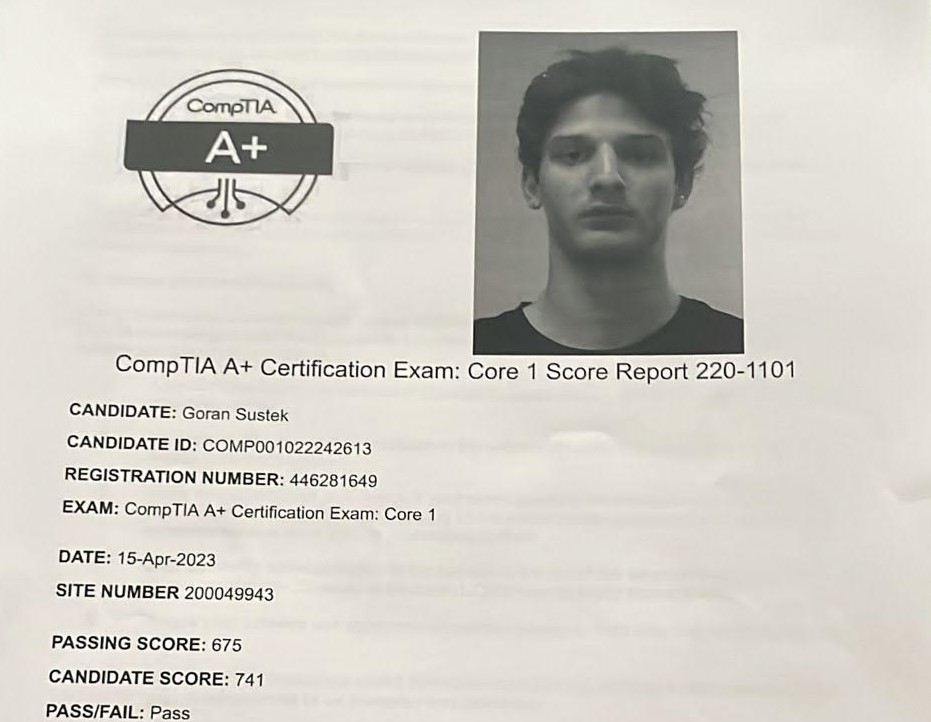 CompTIA
A+
CompTIA A+ Certification Exam: Core 1 Score Report 220-1101
CANDIDATE: Goran Sustek
CANDIDATE ID: COMP001022242613
REGISTRATION NUMBER: 446281649
EXAM: CompTIA A+ Certification Exam: Core 1
DATE: 15-Apr-2023
SITE NUMBER 200049943
PASSING SCORE: 675
CANDIDATE SCORE: 741
PASS/FAIL: Pass